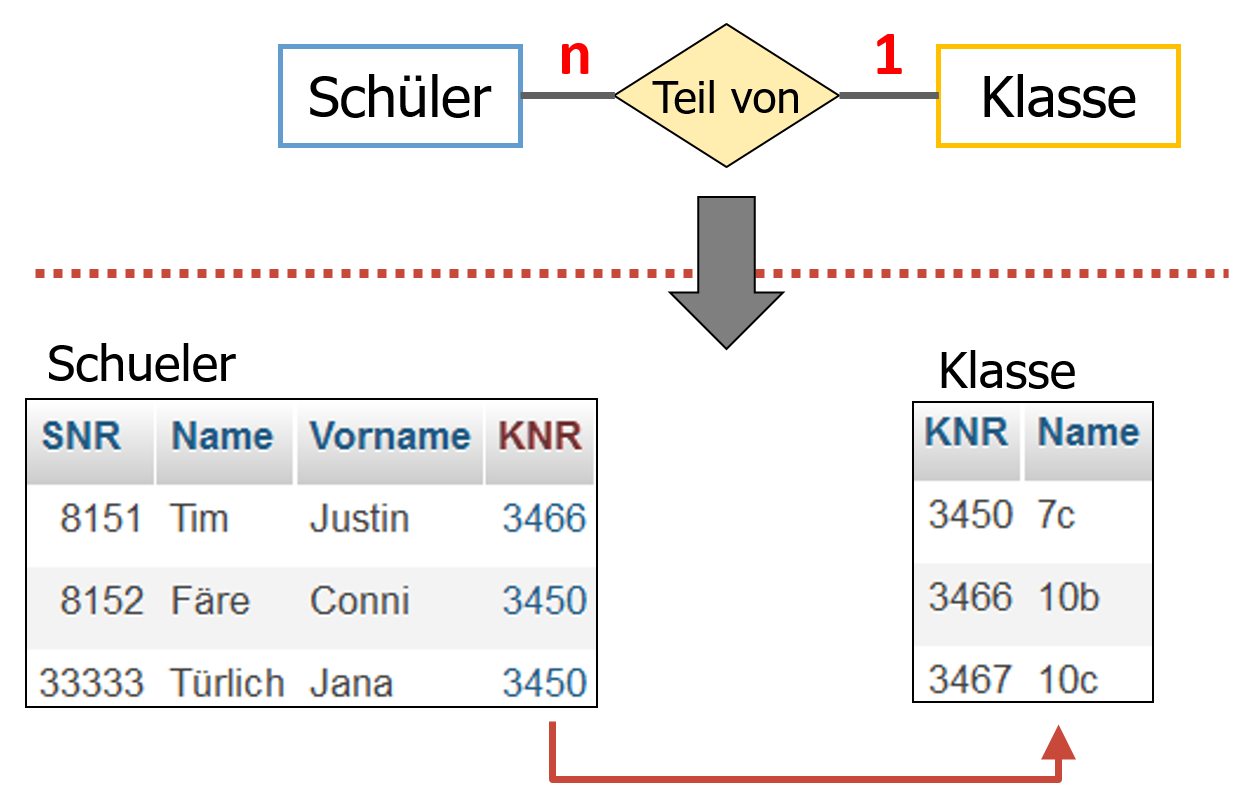 Schüler n Teil von 1 Klasse
Schueler
SNR Name Vorname KNR
8151 Tim Justin 3466
8152 Färe Conni 3450
33333 Türlich Jana 3450
Klasse
KNR Name
3450 7c
3466 10b
3467 10c